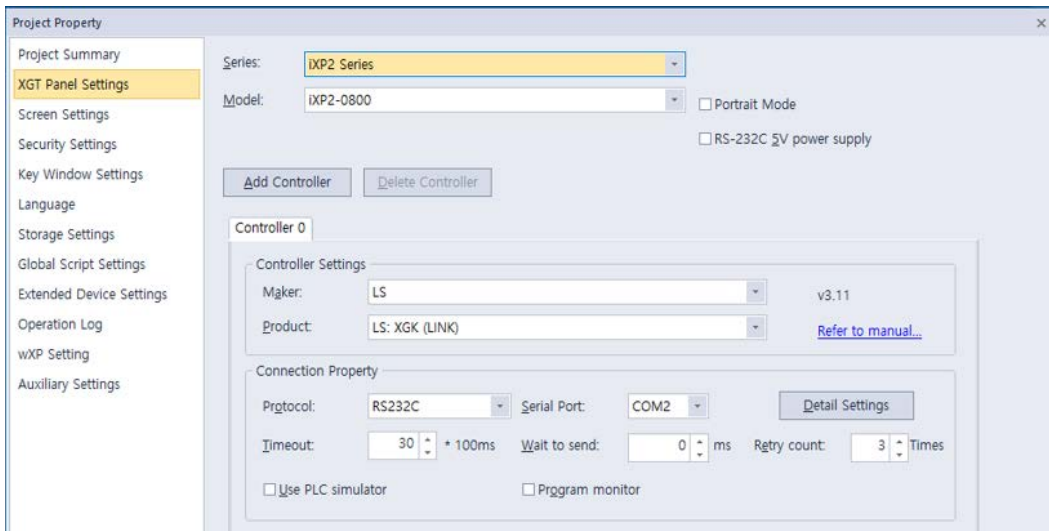 Project Property
Project Summary
XGT Panel Settings
Screen Settings
Security Settings
Key Window Settings
Language
Storage Settings
Global Script Settings
Extended Device Settings
Operation Log
wXP Setting
Auxiliary Settings
Series: iXP2 Series
Model: iXP2-0800
Portrait Mode
RS-232C 5V power supply
Add Controller Delete Controller
Controller 0
Controller Settings
Maker: LS v3.11
Product: LS: XGK (LINK) Refer to manual...
Connection Property
Protocol: RS232C Serial Port: COM2 Detail Settings
Timeout: 30 * 100ms Wait to send: 0 ms Retry count: 3 Times
Use PLC simulator Program monitor